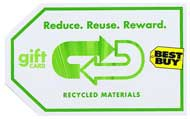 Reduce. Reuse. Reward.
gift
CARD
BEST
BUY
RECYCLED MATERIALS